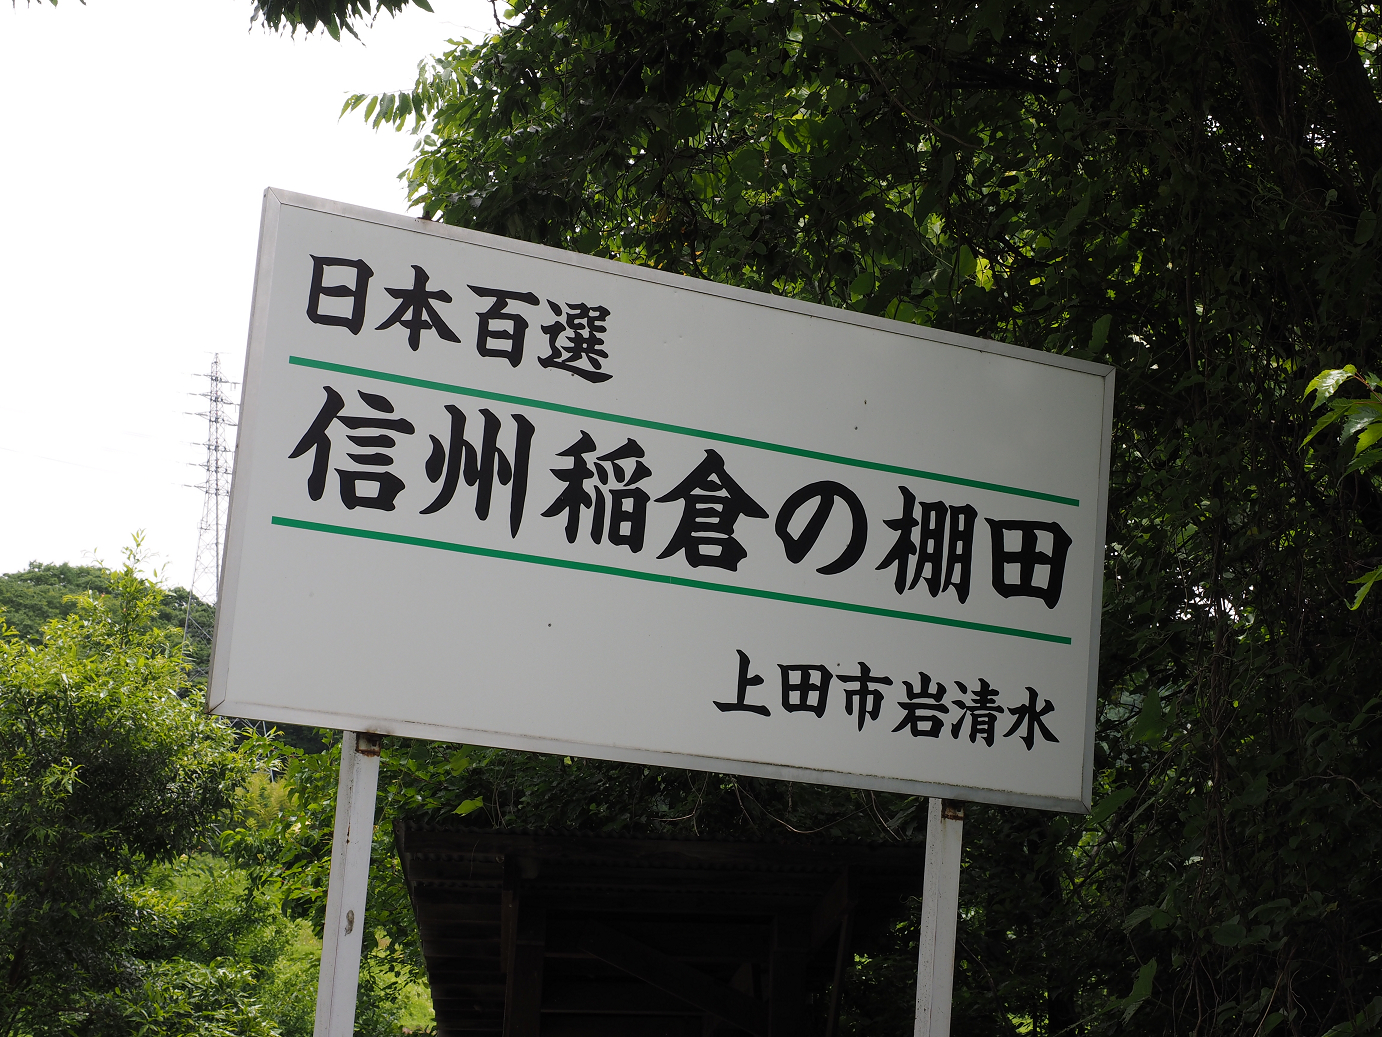 日本百選
信州稲倉の棚田
上田市岩清水